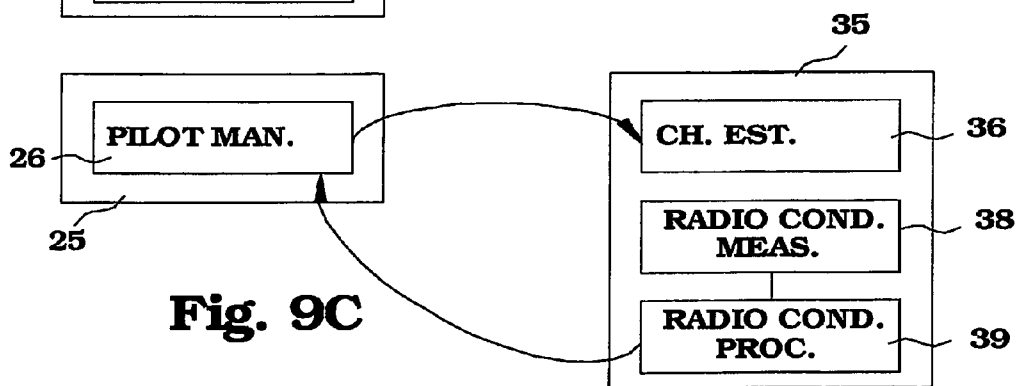 35
PILOT MAN.
26
25
CH. EST.
36
RADIO COND.
MEAS.
38
RADIO COND.
PROC.
39
Fig. 9C